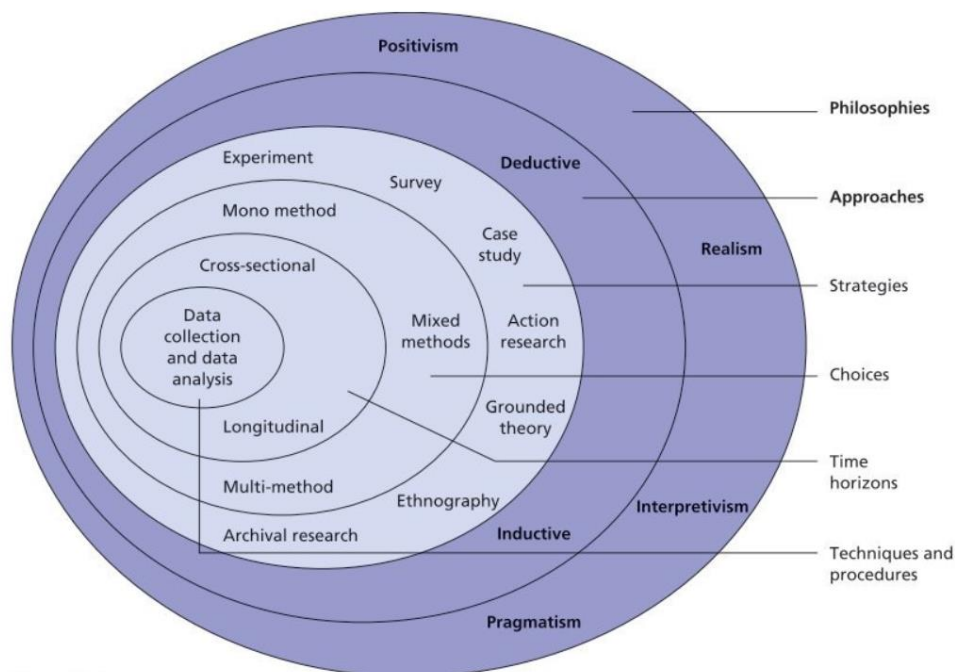 Positivism
Philosophies
Experiment
Deductive
Survey
Approaches
Mono method
Case
study
Realism
Cross-sectional
Strategies
Data
collection
and data
analysis
Mixed
methods
Action
research
Choices
Grounded
theory
Longitudinal
Time
horizons
Multi-method
Ethnography
Interpretivism
Archival research
Inductive
Techniques and
procedures
Pragmatism